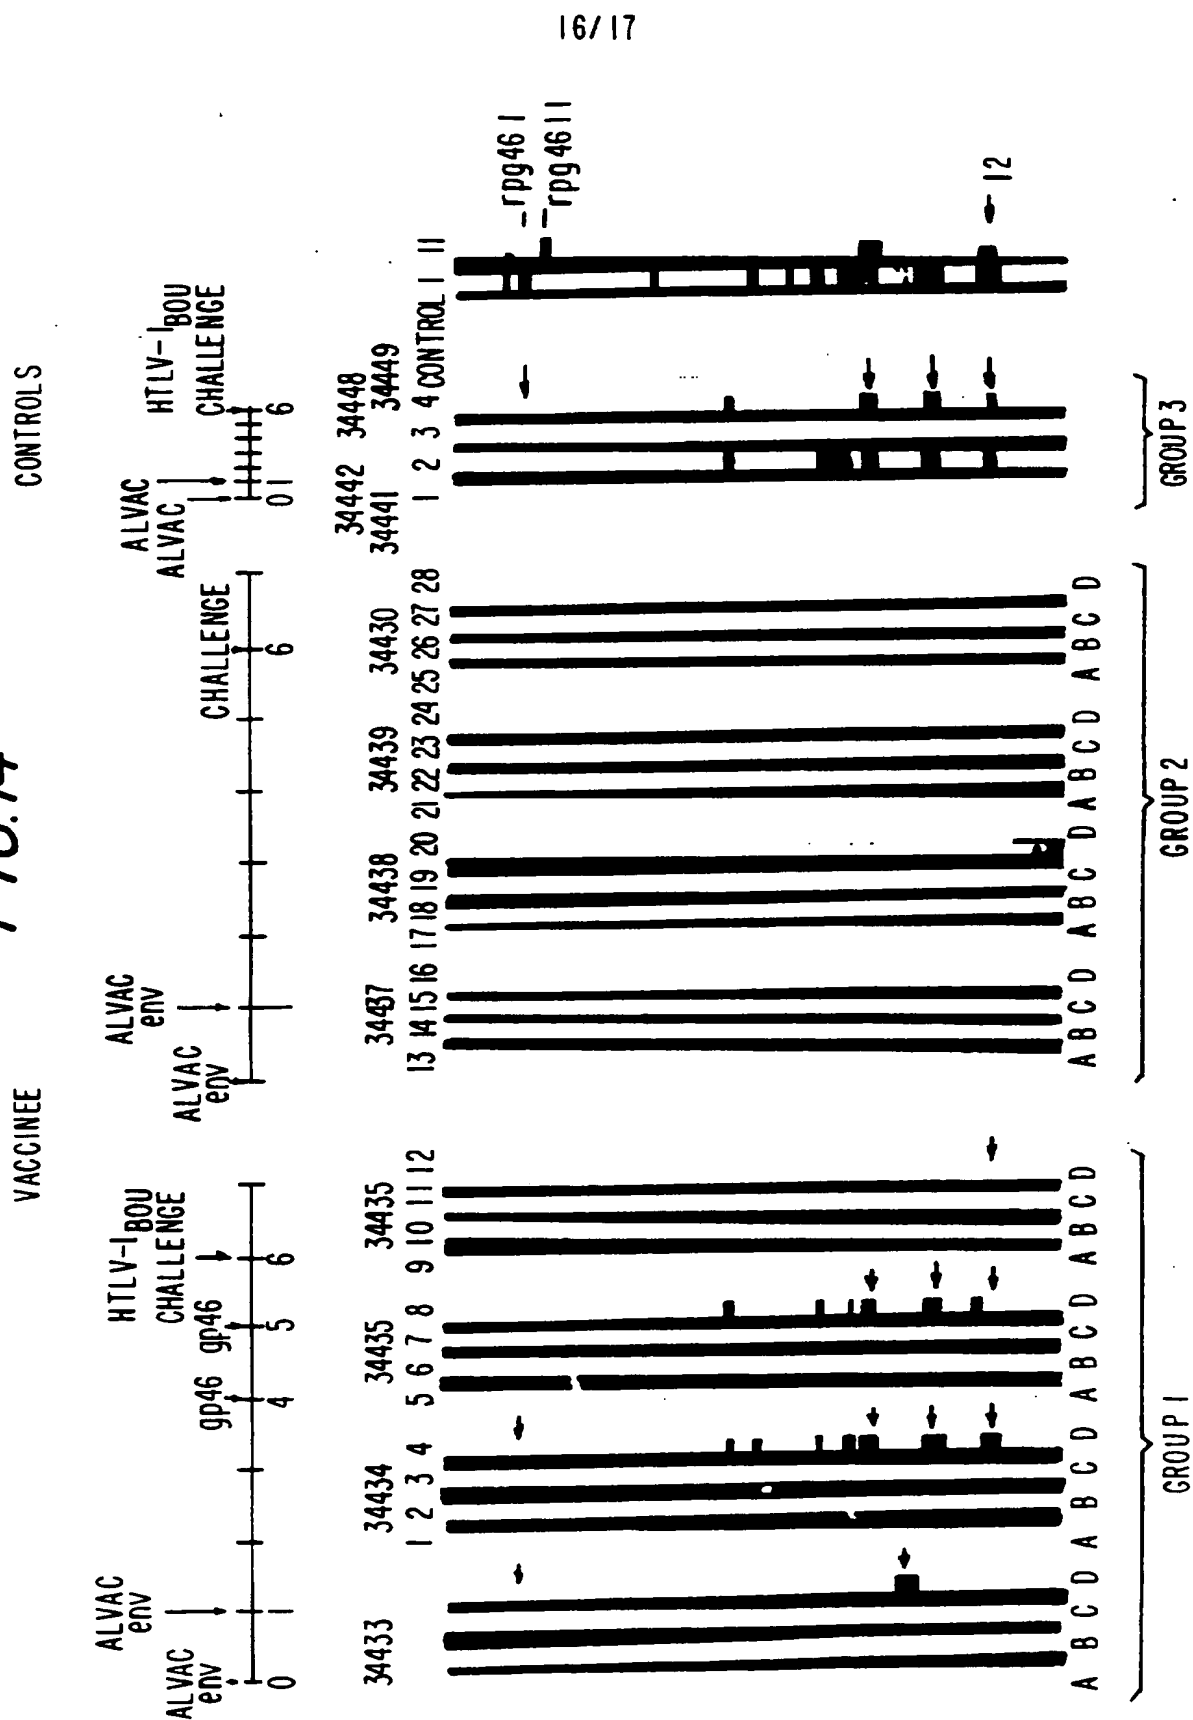 16/17
FIG. 14
VACCINEE
CONTROLS
ALVAC
env
ALVAC
env
gp46
gp46
HTLV-I BOU
CHALLENGE
0
1
4
5
6
ALVAC
env
ALVAC
env
CHALLENGE
6
ALVAC
ALVAC
HTLV-I BOU
CHALLENGE
0 1
6
34433
34434
34435
34435
34437
34438
34439
34430
34442
34441
34448
34449
1 2 3 4
5 6 7 8
9 10 11 12
13 14 15 16
17 18 19 20
21 22 23 24
25 26 27 28
1 2 3 4 CONTROL I II
rpg46 I
rpg46 II
12
A B C D
A B C D
A B C D
A B C D
A B C D
A B C D
A B C D
A B C D
GROUP 1
GROUP 2
GROUP 3